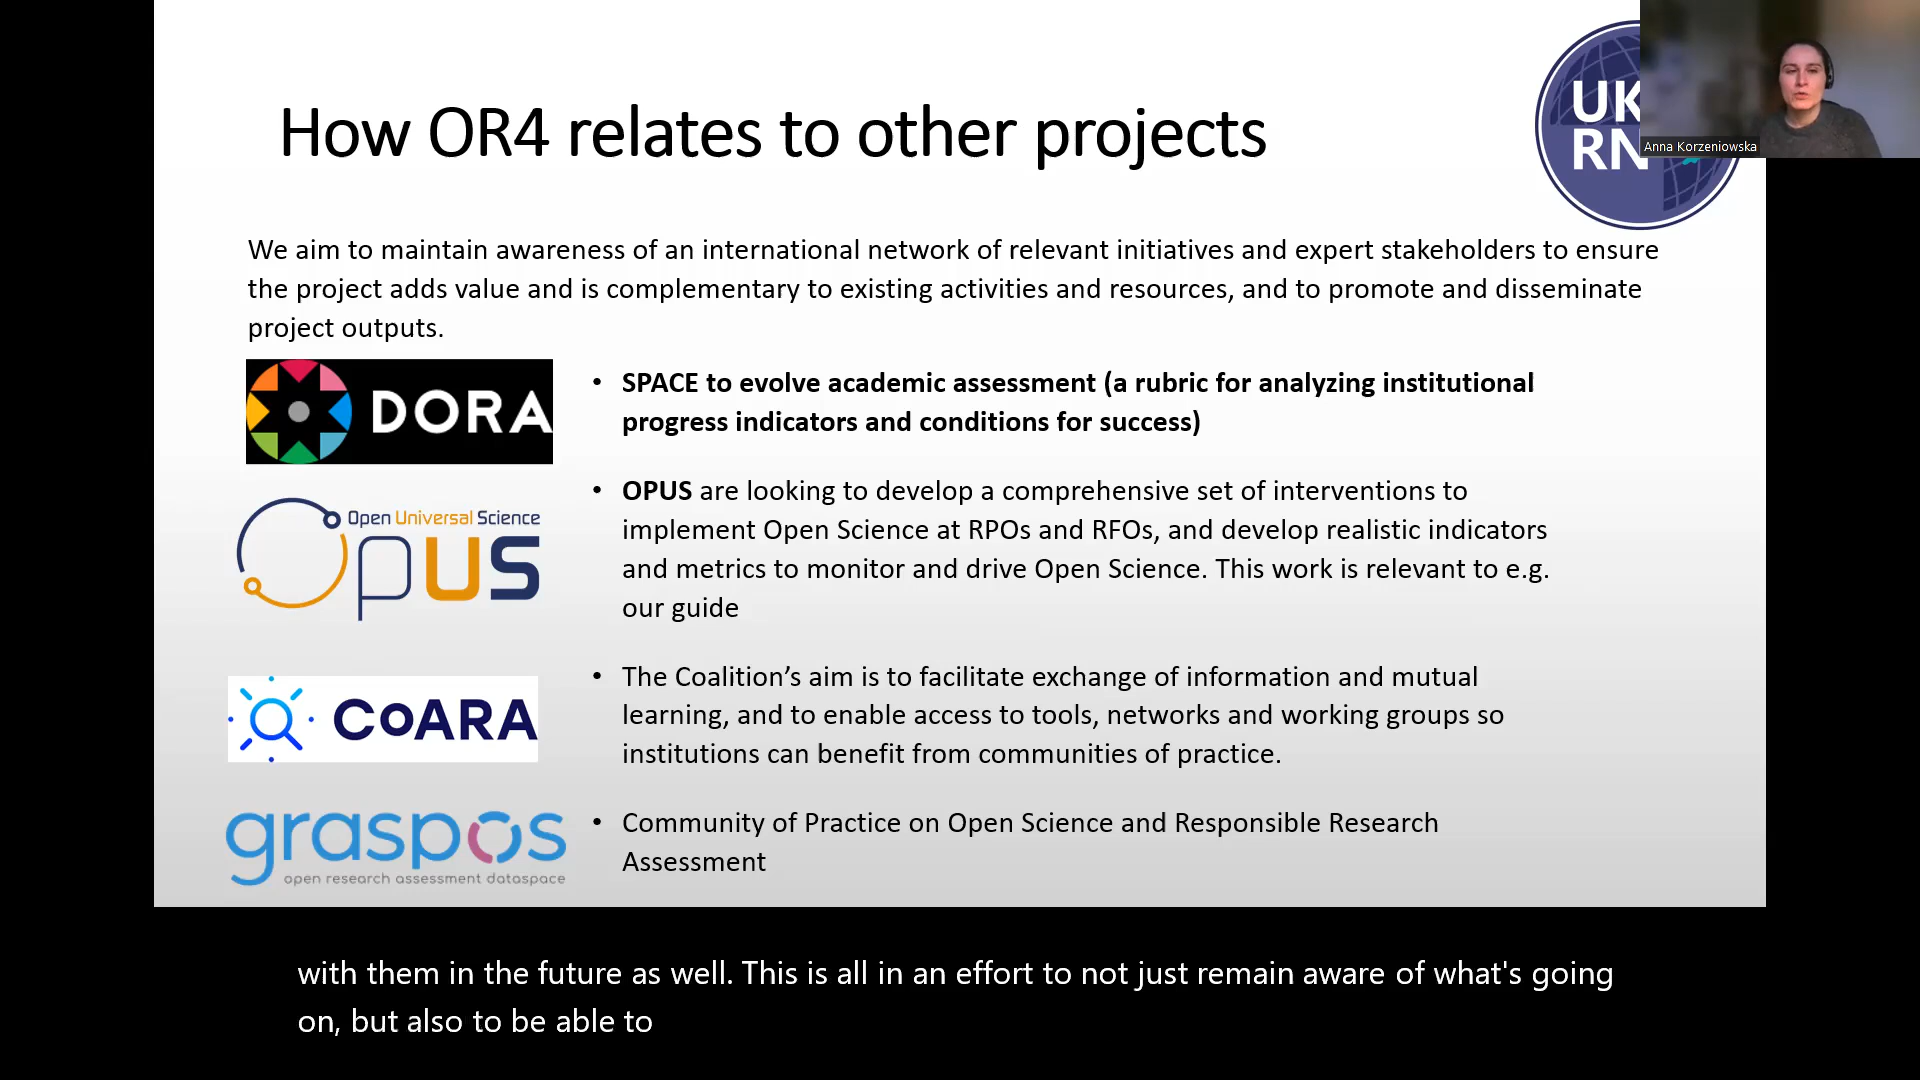 How OR4 relates to other projects
UK
RN
Anna Korzeniowska
We aim to maintain awareness of an international network of relevant initiatives and expert stakeholders to ensure
the project adds value and is complementary to existing activities and resources, and to promote and disseminate
project outputs.
DORA
• SPACE to evolve academic assessment (a rubric for analyzing institutional
progress indicators and conditions for success)
Open Universal Science
Opus
• OPUS are looking to develop a comprehensive set of interventions to
implement Open Science at RPOs and RFOs, and develop realistic indicators
and metrics to monitor and drive Open Science. This work is relevant to e.g.
our guide
CoARA
• The Coalition’s aim is to facilitate exchange of information and mutual
learning, and to enable access to tools, networks and working groups so
institutions can benefit from communities of practice.
graspos
open research assessment dataspace
• Community of Practice on Open Science and Responsible Research
Assessment
with them in the future as well. This is all in an effort to not just remain aware of what's going
on, but also to be able to